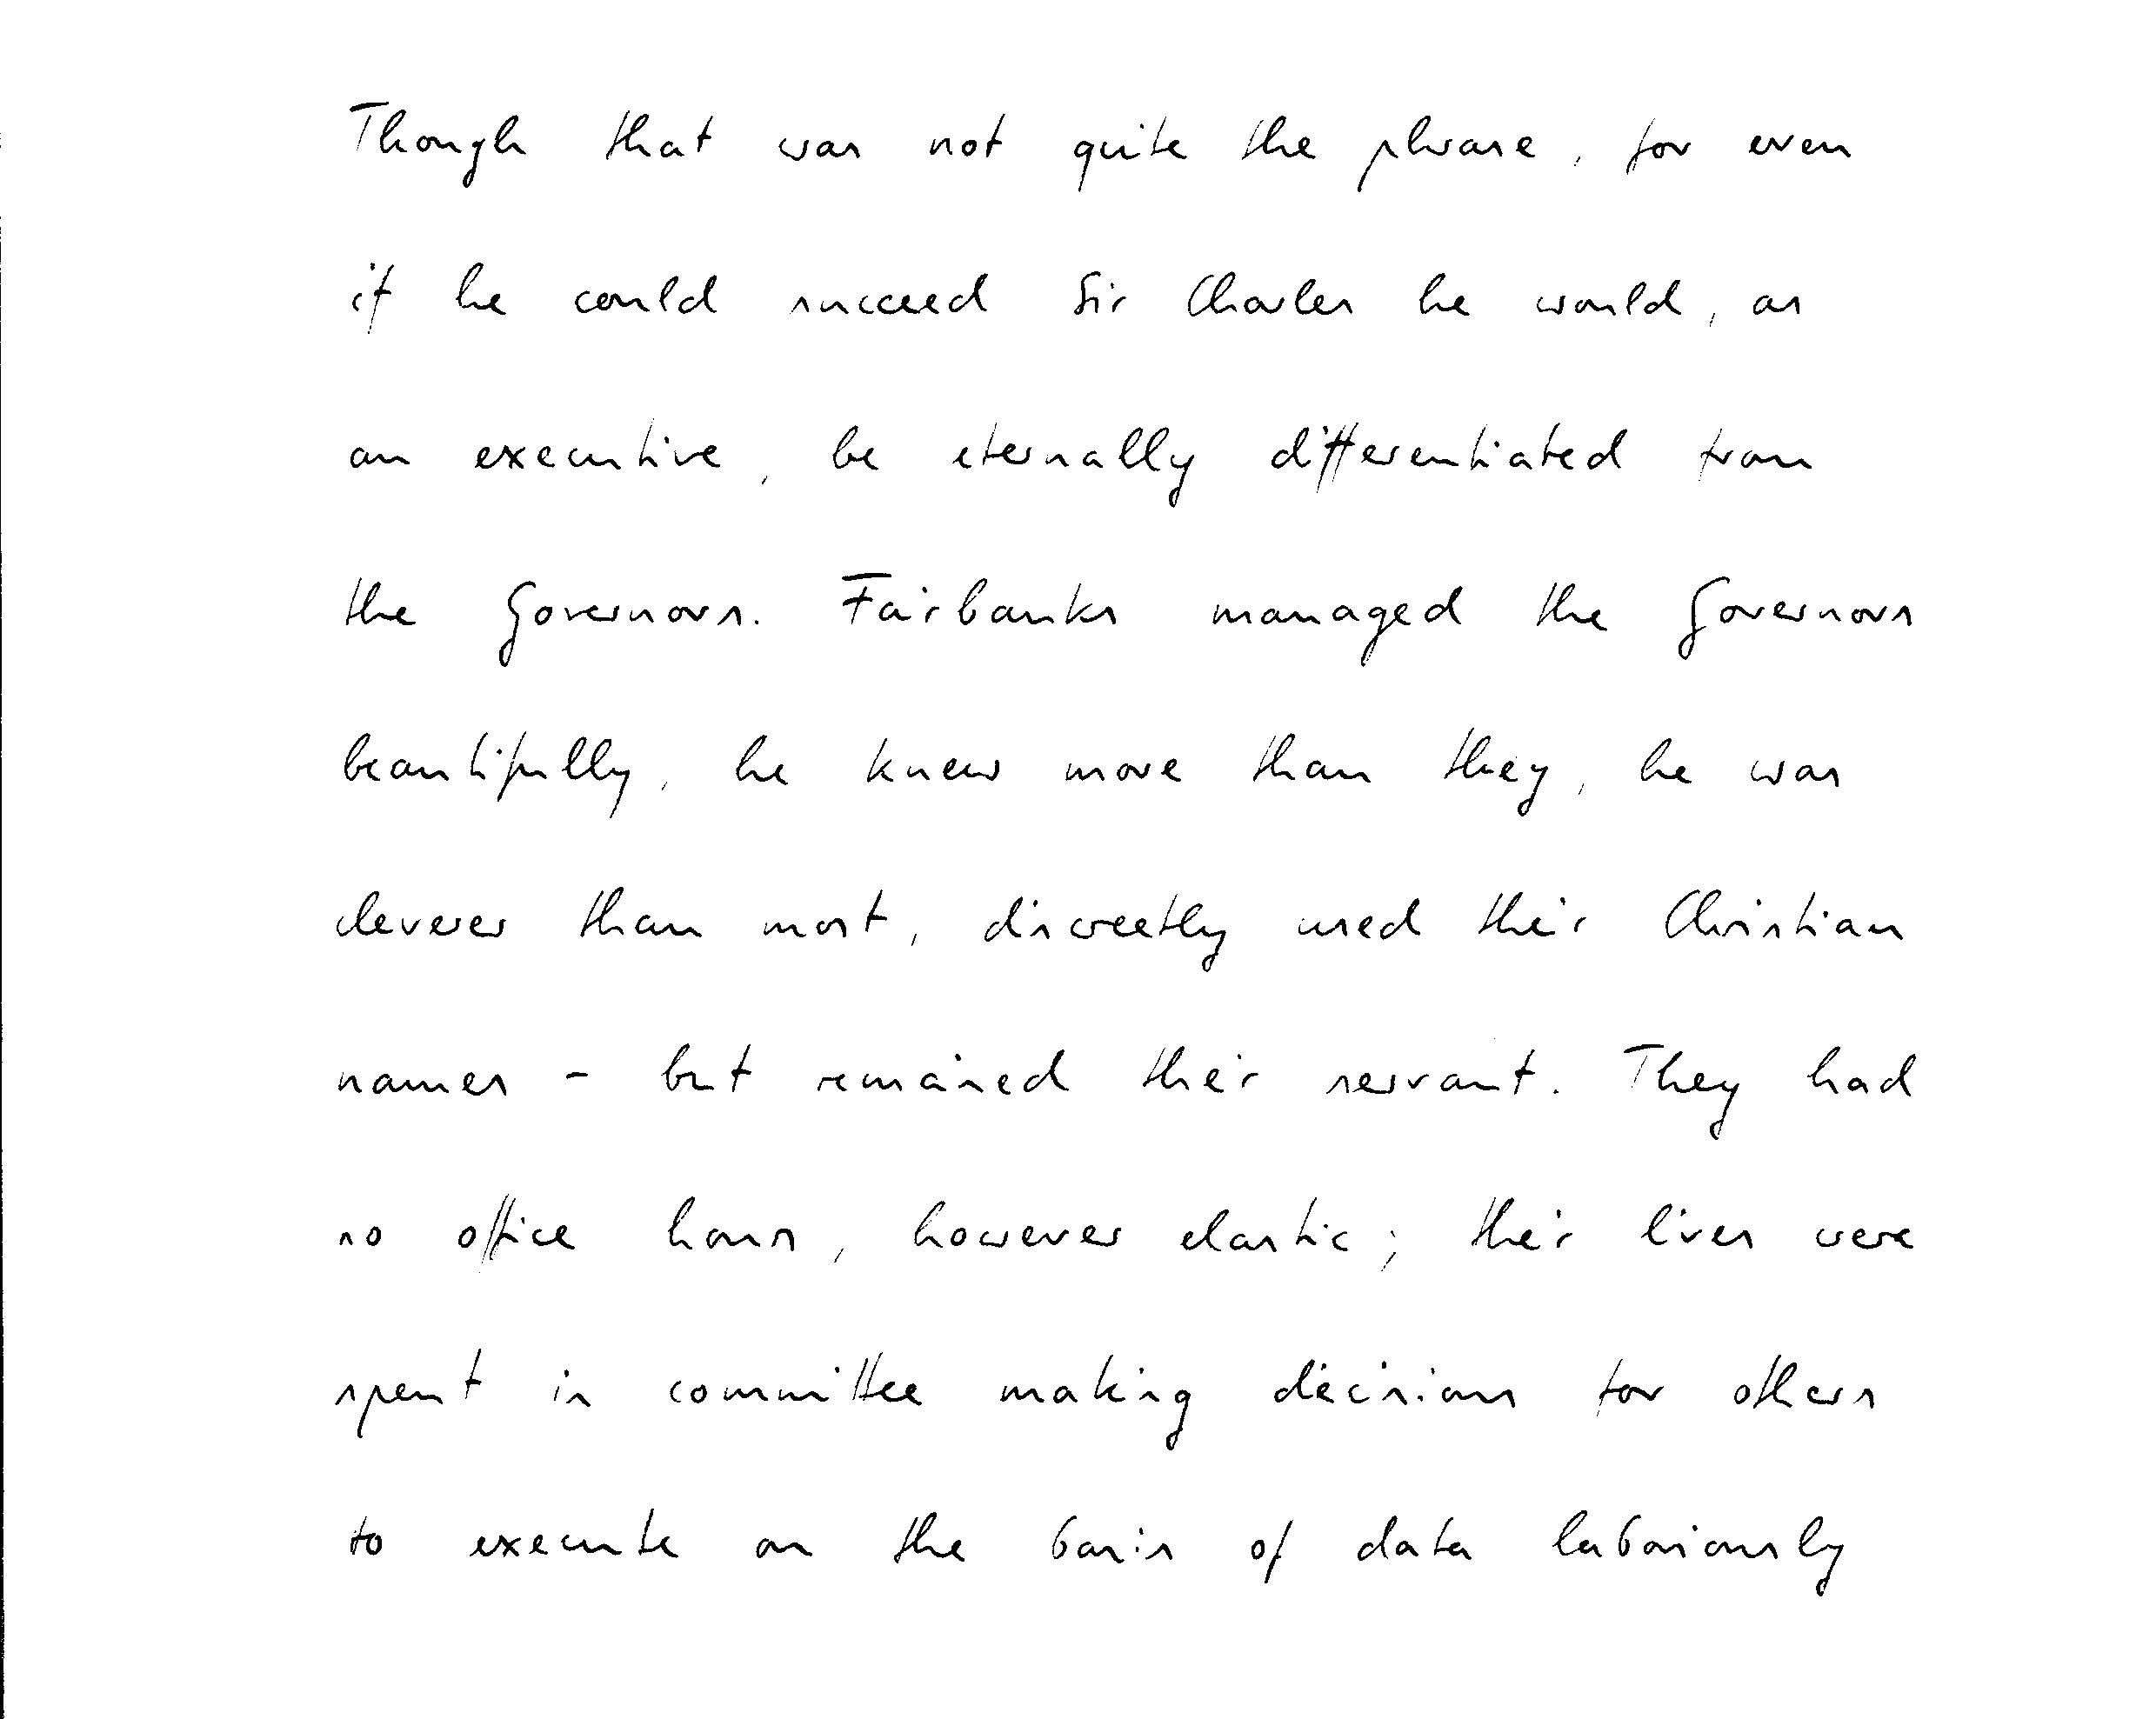 Though that was not quite the phrase, for even
if he could succeed Sir Charles he would, as
an executive, be eternally differentiated from
the Governors. Fairbanks managed the Governors
beautifully, he knew more than they, he was
cleverer than most, discreetly used their Christian
names - but remained their servant. They had
no office hours, however elastic; their lives were
spent in committee making decisions for others
to execute on the basis of data laboriously